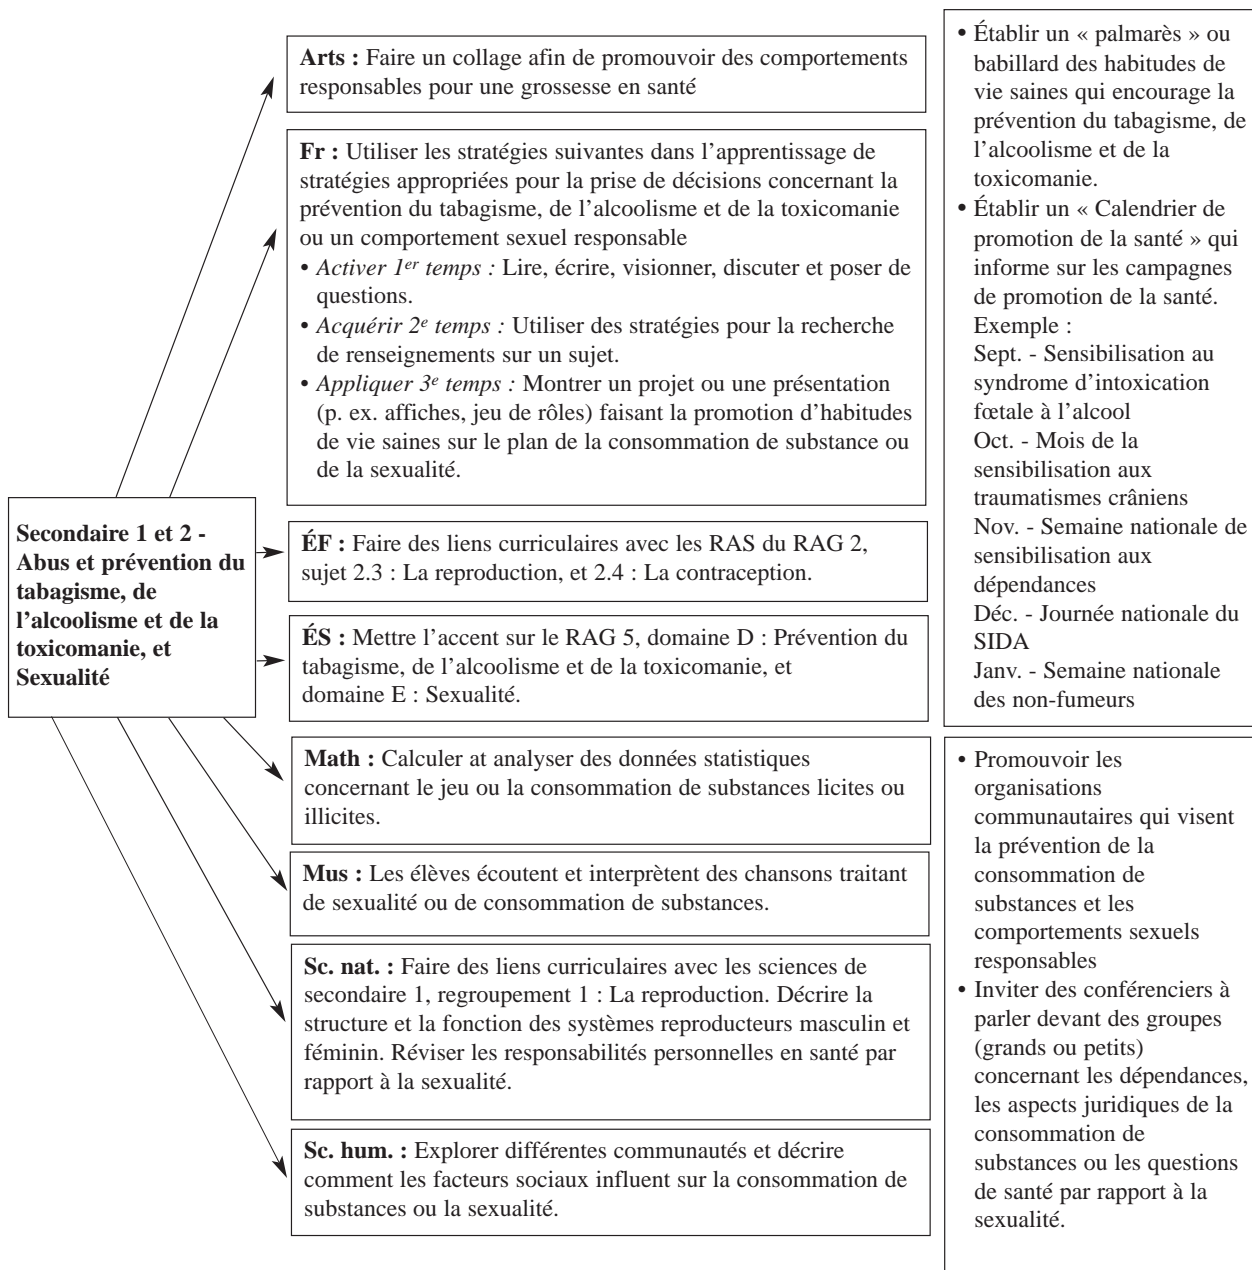 Arts : Faire un collage afin de promouvoir des comportements
responsables pour une grossesse en santé
Fr : Utiliser les stratégies suivantes dans l’apprentissage de
stratégies appropriées pour la prise de décisions concernant la
prévention du tabagisme, de l’alcoolisme et de la toxicomanie
ou un comportement sexuel responsable
• Activer 1er temps : Lire, écrire, visionner, discuter et poser de
questions.
• Acquérir 2e temps : Utiliser des stratégies pour la recherche
de renseignements sur un sujet.
• Appliquer 3e temps : Montrer un projet ou une présentation
(p. ex. affiches, jeu de rôles) faisant la promotion d’habitudes
de vie saines sur le plan de la consommation de substance ou
de la sexualité.
Secondaire 1 et 2 -
Abus et prévention du
tabagisme, de
l’alcoolisme et de la
toxicomanie, et
Sexualité
ÉF : Faire des liens curriculaires avec les RAS du RAG 2,
sujet 2.3 : La reproduction, et 2.4 : La contraception.
ÉS : Mettre l’accent sur le RAG 5, domaine D : Prévention du
tabagisme, de l’alcoolisme et de la toxicomanie, et
domaine E : Sexualité.
Math : Calculer at analyser des données statistiques
concernant le jeu ou la consommation de substances licites ou
illicites.
Mus : Les élèves écoutent et interprètent des chansons traitant
de sexualité ou de consommation de substances.
Sc. nat. : Faire des liens curriculaires avec les sciences de
secondaire 1, regroupement 1 : La reproduction. Décrire la
structure et la fonction des systèmes reproducteurs masculin et
féminin. Réviser les responsabilités personnelles en santé par
rapport à la sexualité.
Sc. hum. : Explorer différentes communautés et décrire
comment les facteurs sociaux influent sur la consommation de
substances ou la sexualité.
• Établir un « palmarès » ou
babillard des habitudes de
vie saines qui encourage la
prévention du tabagisme, de
l’alcoolisme et de la
toxicomanie.
• Établir un « Calendrier de
promotion de la santé » qui
informe sur les campagnes
de promotion de la santé.
Exemple :
Sept. - Sensibilisation au
syndrome d’intoxication
fœtale à l’alcool
Oct. - Mois de la
sensibilisation aux
traumatismes crâniens
Nov. - Semaine nationale de
sensibilisation aux
dépendances
Déc. - Journée nationale du
SIDA
Janv. - Semaine nationale
des non-fumeurs
• Promouvoir les
organisations
communautaires qui visent
la prévention de la
consommation de
substances et les
comportements sexuels
responsables
• Inviter des conférenciers à
parler devant des groupes
(grands ou petits)
concernant les dépendances,
les aspects juridiques de la
consommation de
substances ou les questions
de santé par rapport à la
sexualité.